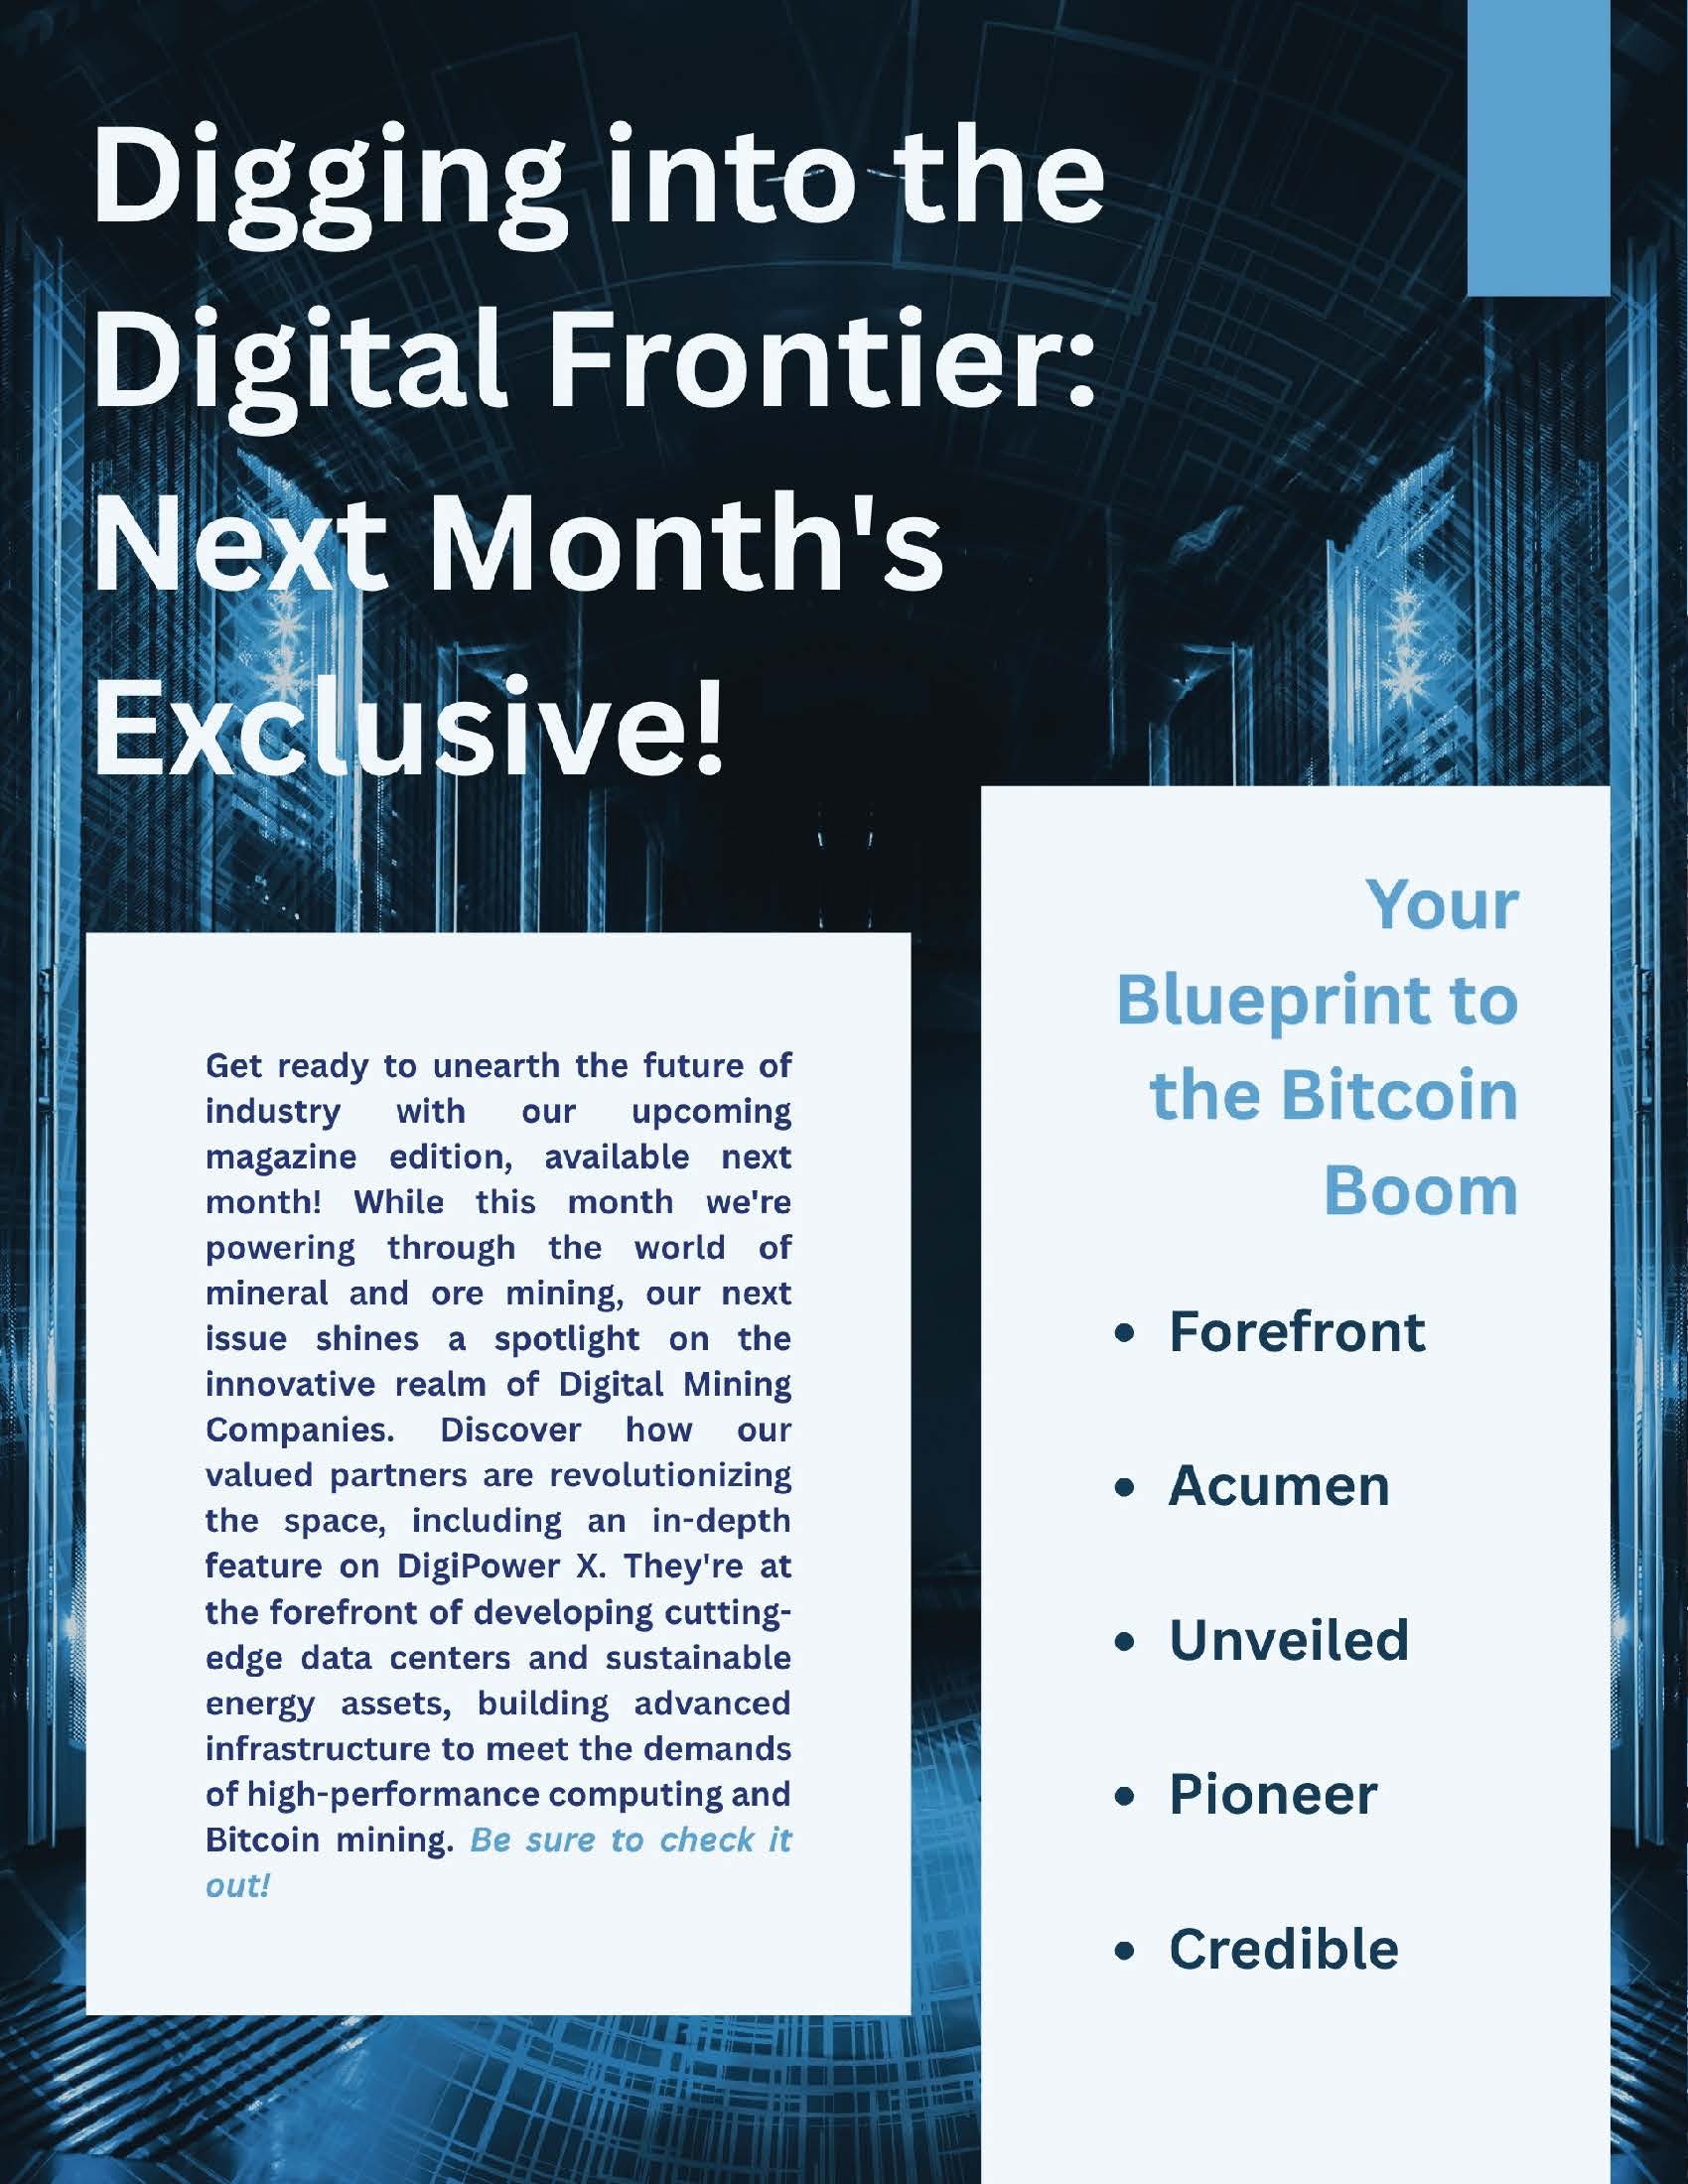 Digging into the
Digital Frontier:
Next Month's
Exclusive!
Get ready to unearth the future of
industry with our upcoming
magazine edition, available next
month! While this month we're
powering through the world of
mineral and ore mining, our next
issue shines a spotlight on the
innovative realm of Digital Mining
Companies. Discover how our
valued partners are revolutionizing
the space, including an in-depth
feature on DigiPower X. They're at
the forefront of developing cutting-
edge data centers and sustainable
energy assets, building advanced
infrastructure to meet the demands
of high-performance computing and
Bitcoin mining. Be sure to check it
out!
Your
Blueprint to
the Bitcoin
Boom
• Forefront
• Acumen
• Unveiled
• Pioneer
• Credible